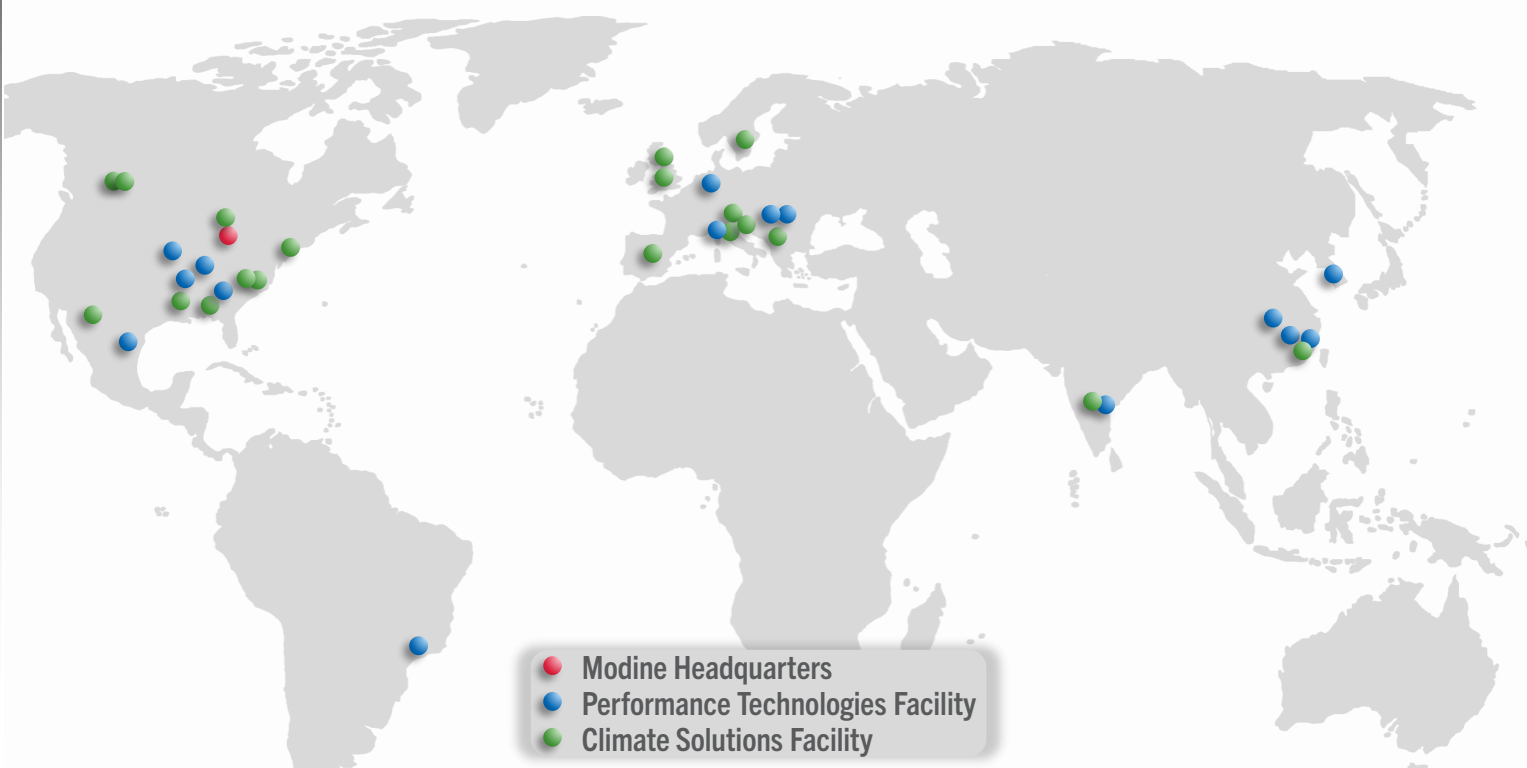 Modine Headquarters
Performance Technologies Facility
Climate Solutions Facility